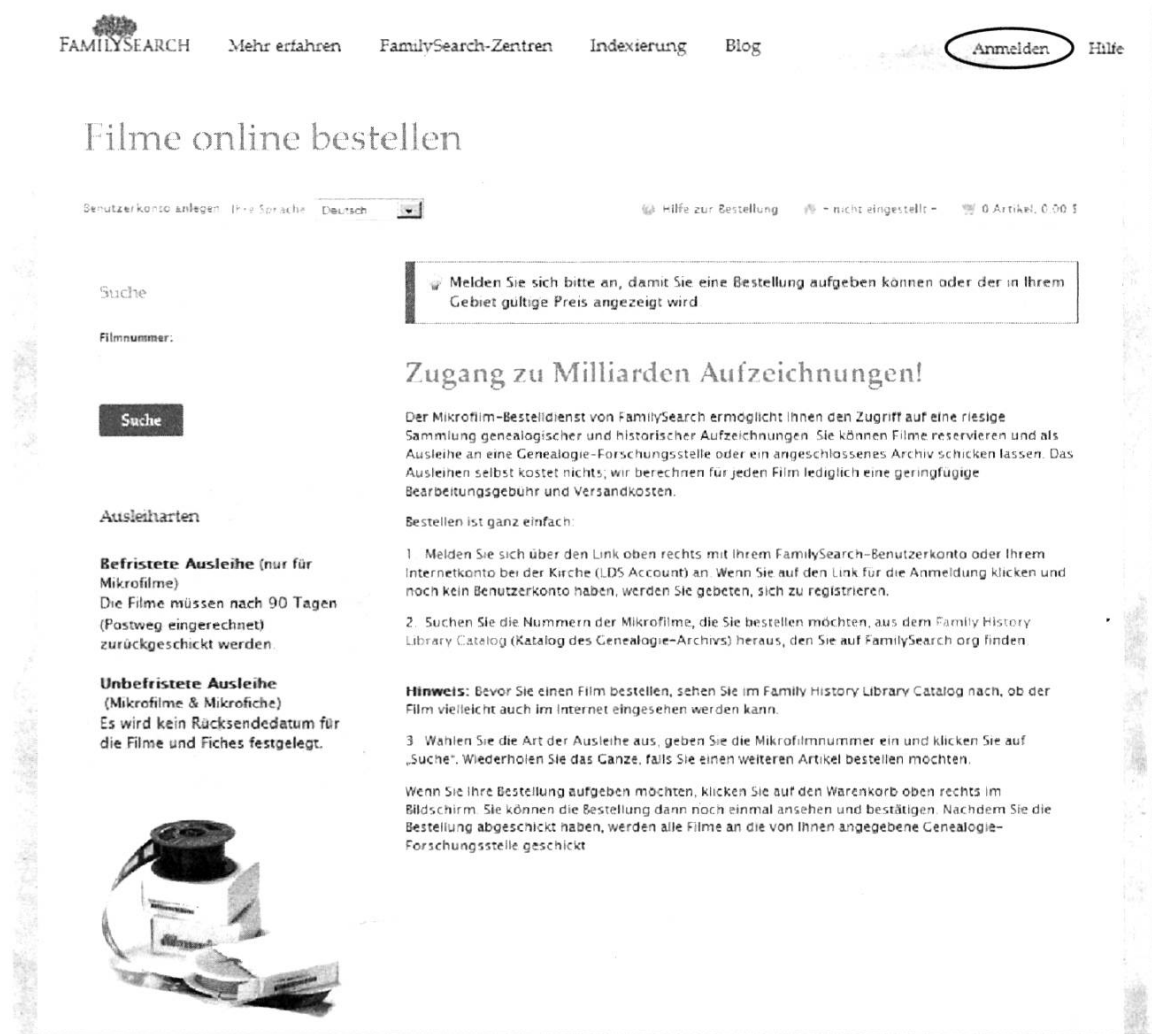 FAMILYSEARCH Mehr erfahren FamilySearch-Zentren Indexierung Blog Anmelden Hilfe
Filme online bestellen
Benutzerkonto anlegen Ihre Sprache Deutsch Hilfe zur Bestellung - nicht eingestellt - 0 Artikel, 0.00 $
Suche
Filmnummer:
Suche
Ausleiharten
Befristete Ausleihe (nur für
Mikrofilme)
Die Filme müssen nach 90 Tagen
(Postweg eingerechnet)
zurückgeschickt werden.
Unbefristete Ausleihe
(Mikrofilme & Mikrofiche)
Es wird kein Rücksendedatum für
die Filme und Fiches festgelegt.
Melden Sie sich bitte an, damit Sie eine Bestellung aufgeben können oder der in Ihrem
Gebiet gültige Preis angezeigt wird
Zugang zu Milliarden Aufzeichnungen!
Der Mikrofilm-Bestelldienst von FamilySearch ermöglicht Ihnen den Zugriff auf eine riesige
Sammlung genealogischer und historischer Aufzeichnungen. Sie können Filme reservieren und als
Ausleihe an eine Genealogie-Forschungsstelle oder ein angeschlossenes Archiv schicken lassen. Das
Ausleihen selbst kostet nichts; wir berechnen für jeden Film lediglich eine geringfügige
Bearbeitungsgebühr und Versandkosten.
Bestellen ist ganz einfach:
1 Melden Sie sich über den Link oben rechts mit Ihrem FamilySearch-Benutzerkonto oder Ihrem
Internetkonto bei der Kirche (LDS Account) an. Wenn Sie auf den Link für die Anmeldung klicken und
noch kein Benutzerkonto haben, werden Sie gebeten, sich zu registrieren.
2. Suchen Sie die Nummern der Mikrofilme, die Sie bestellen möchten, aus dem Family History
Library Catalog (Katalog des Genealogie-Archivs) heraus, den Sie auf FamilySearch org finden
Hinweis: Bevor Sie einen Film bestellen, sehen Sie im Family History Library Catalog nach, ob der
Film vielleicht auch im Internet eingesehen werden kann.
3 Wählen Sie die Art der Ausleihe aus, geben Sie die Mikrofilmnummer ein und klicken Sie auf
„Suche“. Wiederholen Sie das Ganze, falls Sie einen weiteren Artikel bestellen möchten.
Wenn Sie Ihre Bestellung aufgeben möchten, klicken Sie auf den Warenkorb oben rechts im
Bildschirm. Sie können die Bestellung dann noch einmal ansehen und bestätigen. Nachdem Sie die
Bestellung abgeschickt haben, werden alle Filme an die von Ihnen angegebene Genealogie-
Forschungsstelle geschickt